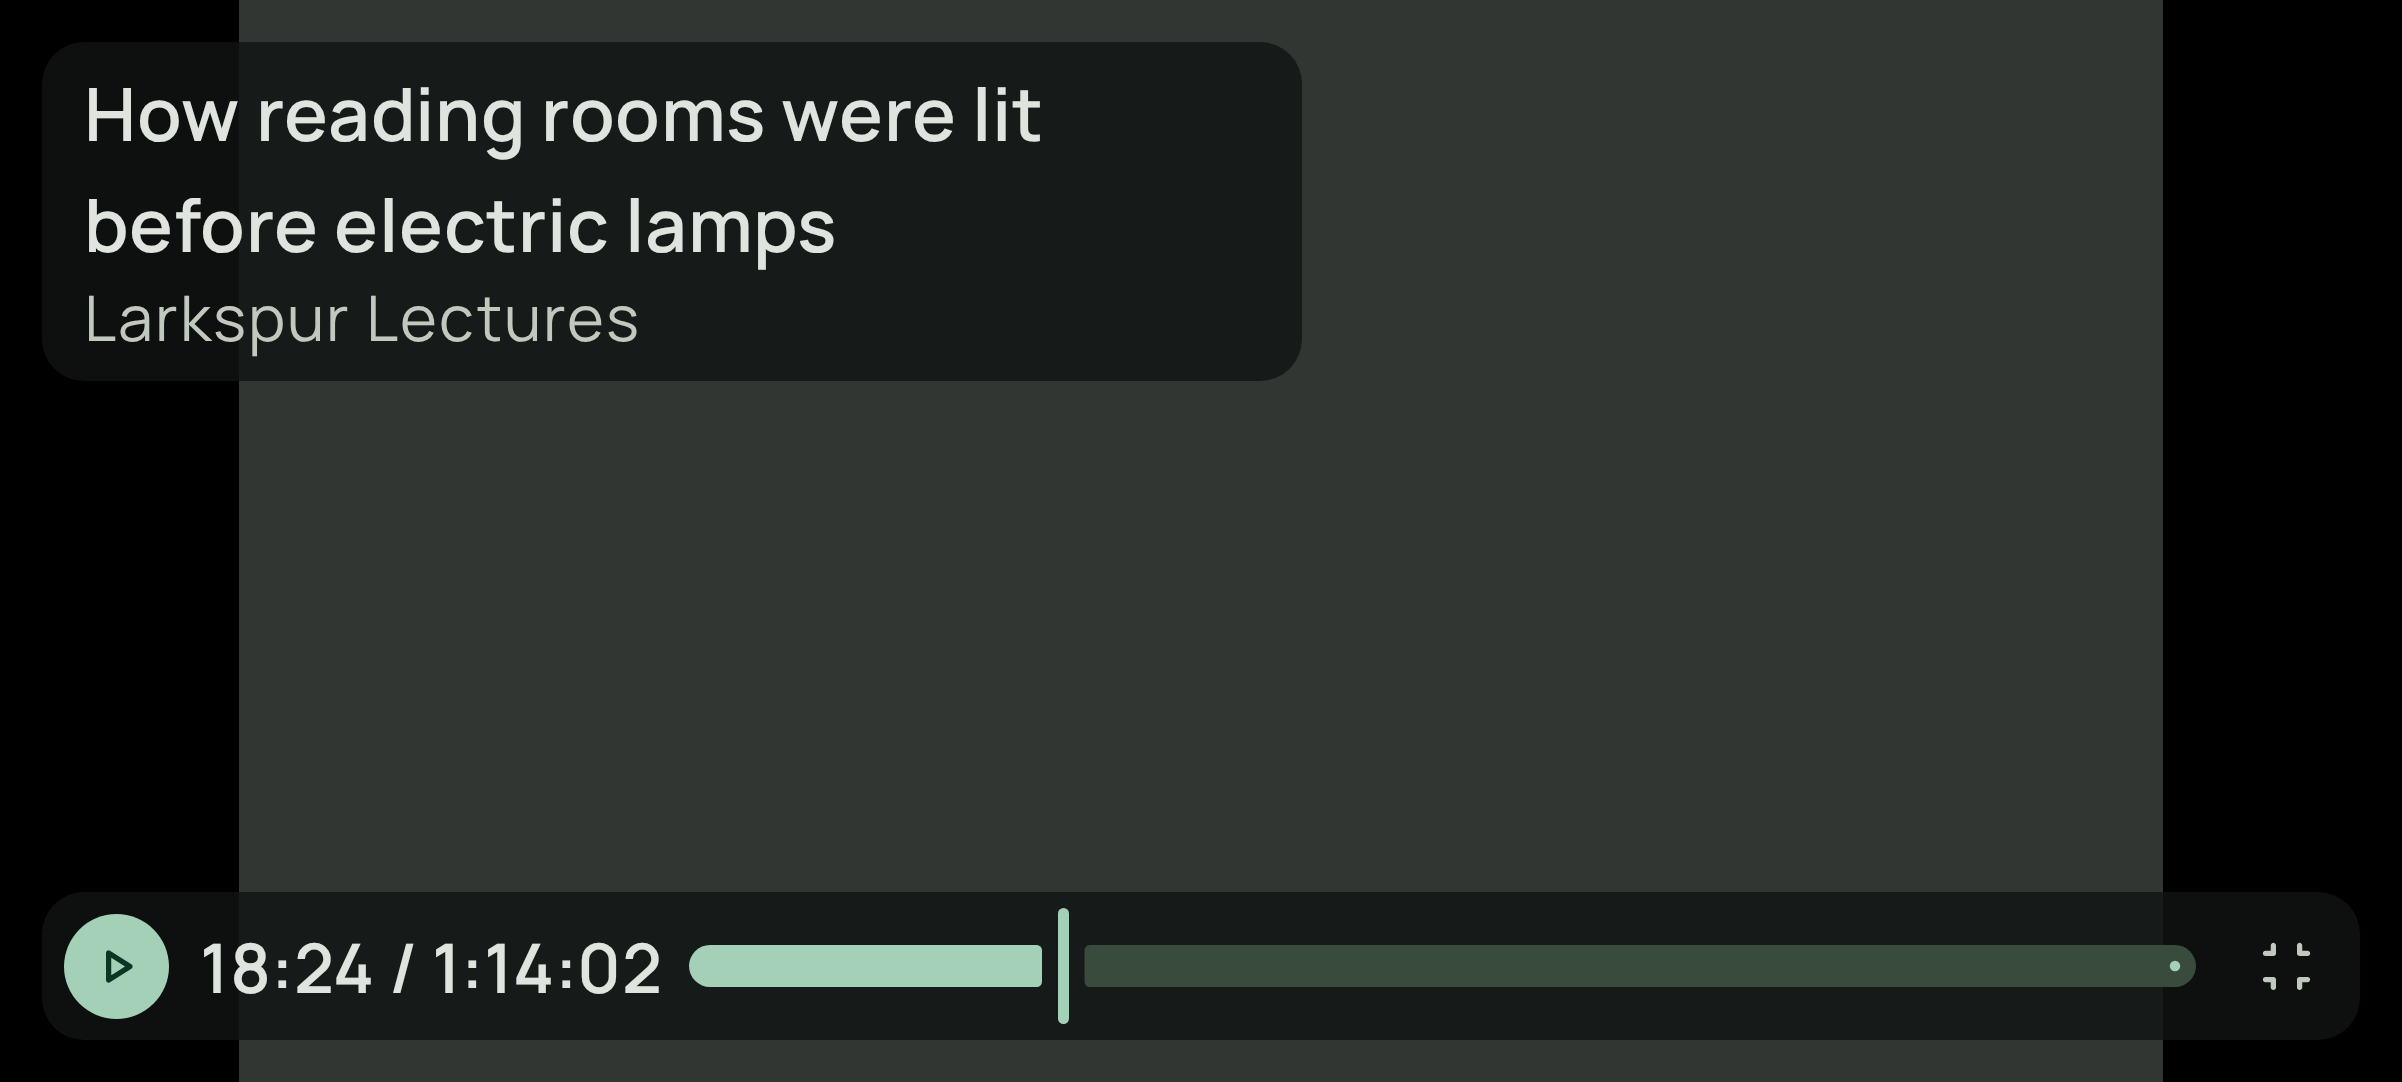 How reading rooms were lit
before electric lamps
Larkspur Lectures
18:24 / 1:14:02